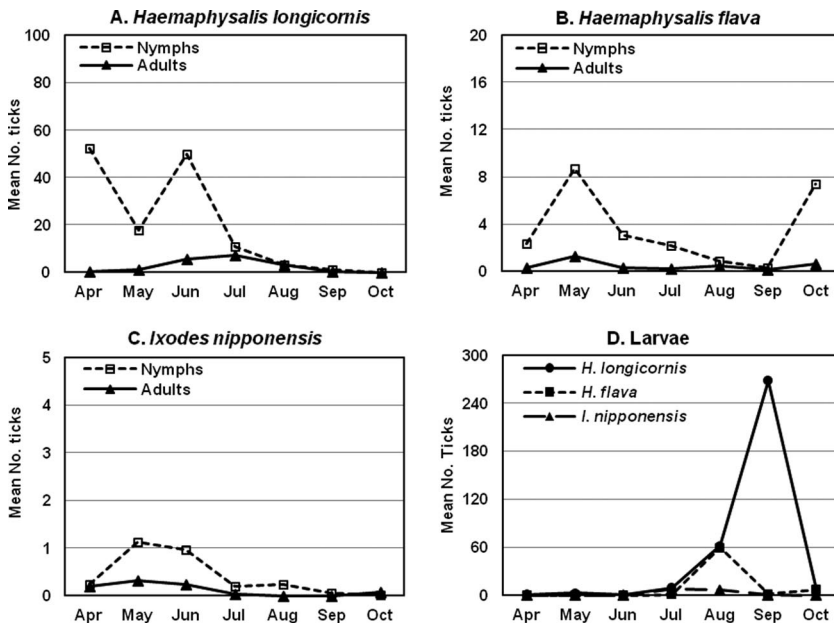 A. Haemaphysalis longicornis
100
80
60
40
20
0
Mean No. ticks
Nymphs
Adults
Apr May Jun Jul Aug Sep Oct
B. Haemaphysalis flava
20
16
12
8
4
0
Mean No. ticks
Nymphs
Adults
Apr May Jun Jul Aug Sep Oct
C. Ixodes nipponensis
5
4
3
2
1
0
Mean No. ticks
Nymphs
Adults
Apr May Jun Jul Aug Sep Oct
D. Larvae
300
240
180
120
60
0
Mean No. Ticks
H. longicornis
H. flava
I. nipponensis
Apr May Jun Jul Aug Sep Oct